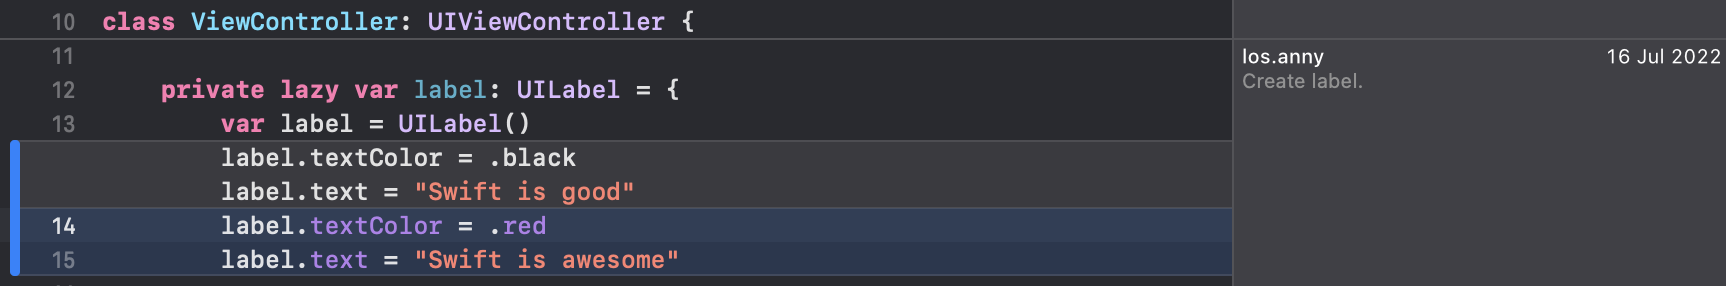 10 class ViewController: UIViewController {
11
los.anny 16 Jul 2022
Create label.
12 private lazy var label: UILabel = {
13 var label = UILabel()
label.textColor = .black
label.text = "Swift is good"
14 label.textColor = .red
15 label.text = "Swift is awesome"